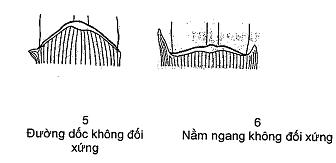 5
Đường dốc không đối
xứng
6
Nằm ngang không đối xứng